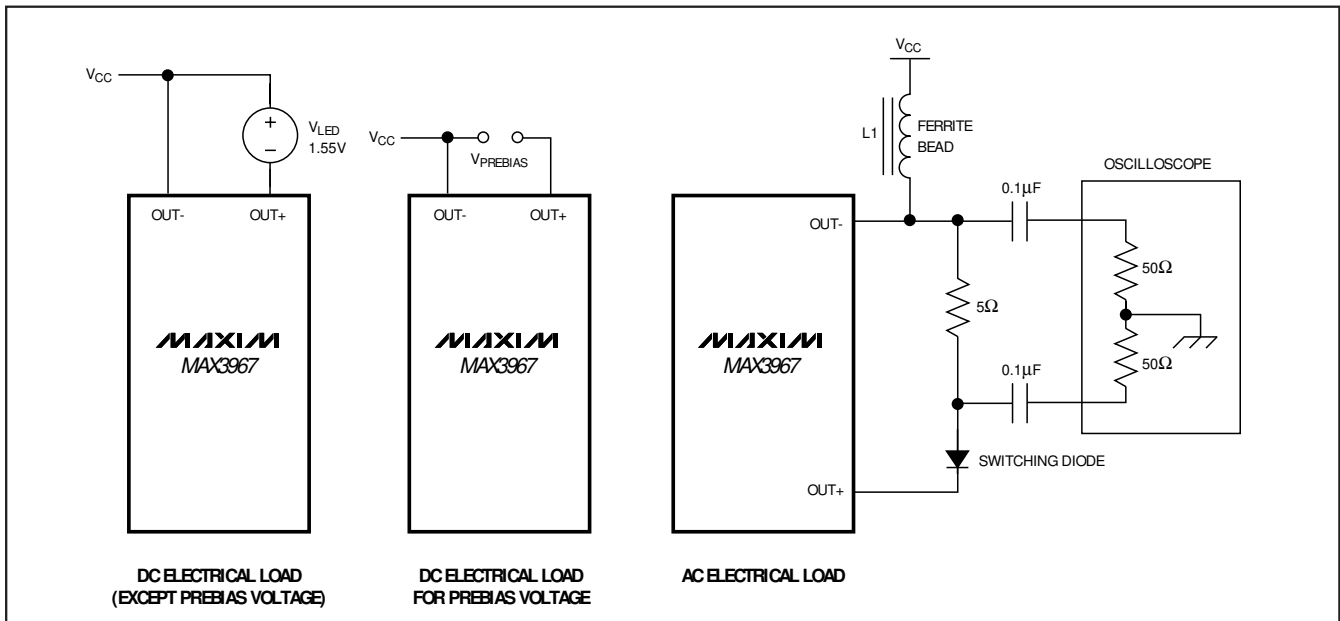 VCC
VLED
1.55V
OUT-
OUT+
MAXIM
MAX3967
DC ELECTRICAL LOAD
(EXCEPT PREBIAS VOLTAGE)
VCC
VPREBIAS
OUT-
OUT+
MAXIM
MAX3967
DC ELECTRICAL LOAD
FOR PREBIAS VOLTAGE
VCC
L1
FERRITE
BEAD
OUT-
MAXIM
MAX3967
OUT+
AC ELECTRICAL LOAD
5Ω
0.1μF
0.1μF
SWITCHING DIODE
OSCILLOSCOPE
50Ω
50Ω
+
−